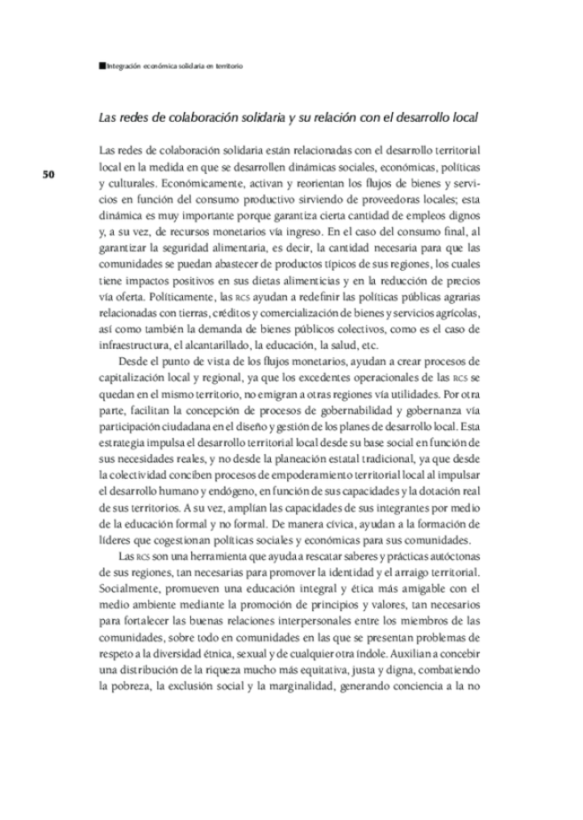 Integración económica solidaria en territorio
Las redes de colaboración solidaria y su relación con el desarrollo local
Las redes de colaboración solidaria están relacionadas con el desarrollo territorial
local en la medida en que se desarrollen dinámicas sociales, económicas, políticas
50
y culturales. Económicamente, activan y reorientan los flujos de bienes y servi-
cios en función del consumo productivo sirviendo de proveedoras locales; esta
dinámica es muy importante porque garantiza cierta cantidad de empleos dignos
y, a su vez, de recursos monetarios vía ingreso. En el caso del consumo final, al
garantizar la seguridad alimentaria, es decir, la cantidad necesaria para que las
comunidades se puedan abastecer de productos típicos de sus regiones, los cuales
tiene impactos positivos en sus dietas alimenticias y en la reducción de precios
vía oferta. Políticamente, las RCS ayudan a redefinir las políticas públicas agrarias
relacionadas con tierras, créditos y comercialización de bienes y servicios agrícolas,
así como también la demanda de bienes públicos colectivos, como es el caso de
infraestructura, el alcantarillado, la educación, la salud, etc.
Desde el punto de vista de los flujos monetarios, ayudan a crear procesos de
capitalización local y regional, ya que los excedentes operacionales de las RCS se
quedan en el mismo territorio, no emigran a otras regiones vía utilidades. Por otra
parte, facilitan la concepción de procesos de gobernabilidad y gobernanza vía
participación ciudadana en el diseño y gestión de los planes de desarrollo local. Esta
estrategia impulsa el desarrollo territorial local desde su base social en función de
sus necesidades reales, y no desde la planeación estatal tradicional, ya que desde
la colectividad conciben procesos de empoderamiento territorial local al impulsar
el desarrollo humano y endógeno, en función de sus capacidades y la dotación real
de sus territorios. A su vez, amplían las capacidades de sus integrantes por medio
de la educación formal y no formal. De manera cívica, ayudan a la formación de
líderes que cogestionan políticas sociales y económicas para sus comunidades.
Las RCS son una herramienta que ayuda a rescatar saberes y prácticas autóctonas
de sus regiones, tan necesarias para promover la identidad y el arraigo territorial.
Socialmente, promueven una educación integral y ética más amigable con el
medio ambiente mediante la promoción de principios y valores, tan necesarios
para fortalecer las buenas relaciones interpersonales entre los miembros de las
comunidades, sobre todo en comunidades en las que se presentan problemas de
respeto a la diversidad étnica, sexual y de cualquier otra índole. Auxilian a concebir
una distribución de la riqueza mucho más equitativa, justa y digna, combatiendo
la pobreza, la exclusión social y la marginalidad, generando conciencia a la no